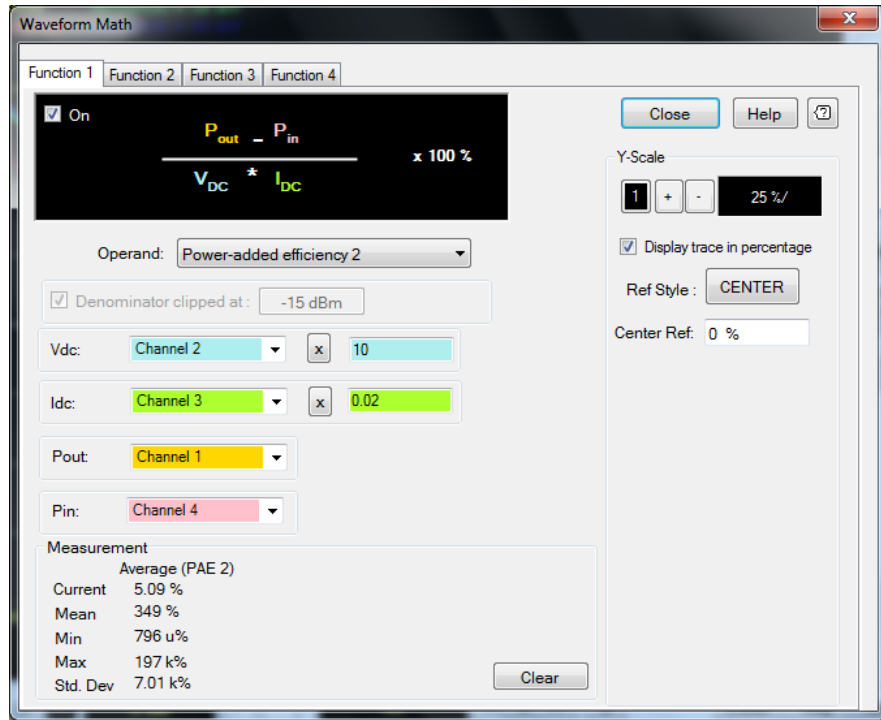 Waveform Math
Function 1 Function 2 Function 3 Function 4
On
Pout - Pin
x 100 %
VDC * IDC
Close Help
Y-Scale
1 + - 25 %/
Operand: Power-added efficiency 2
Display trace in percentage
Denominator clipped at : -15 dBm
Ref Style : CENTER
Center Ref: 0 %
Vdc: Channel 2 x 10
Idc: Channel 3 x 0.02
Pout: Channel 1
Pin: Channel 4
Measurement
Average (PAE 2)
Current 5.09 %
Mean 349 %
Min 796 u%
Max 197 k%
Std. Dev 7.01 k%
Clear